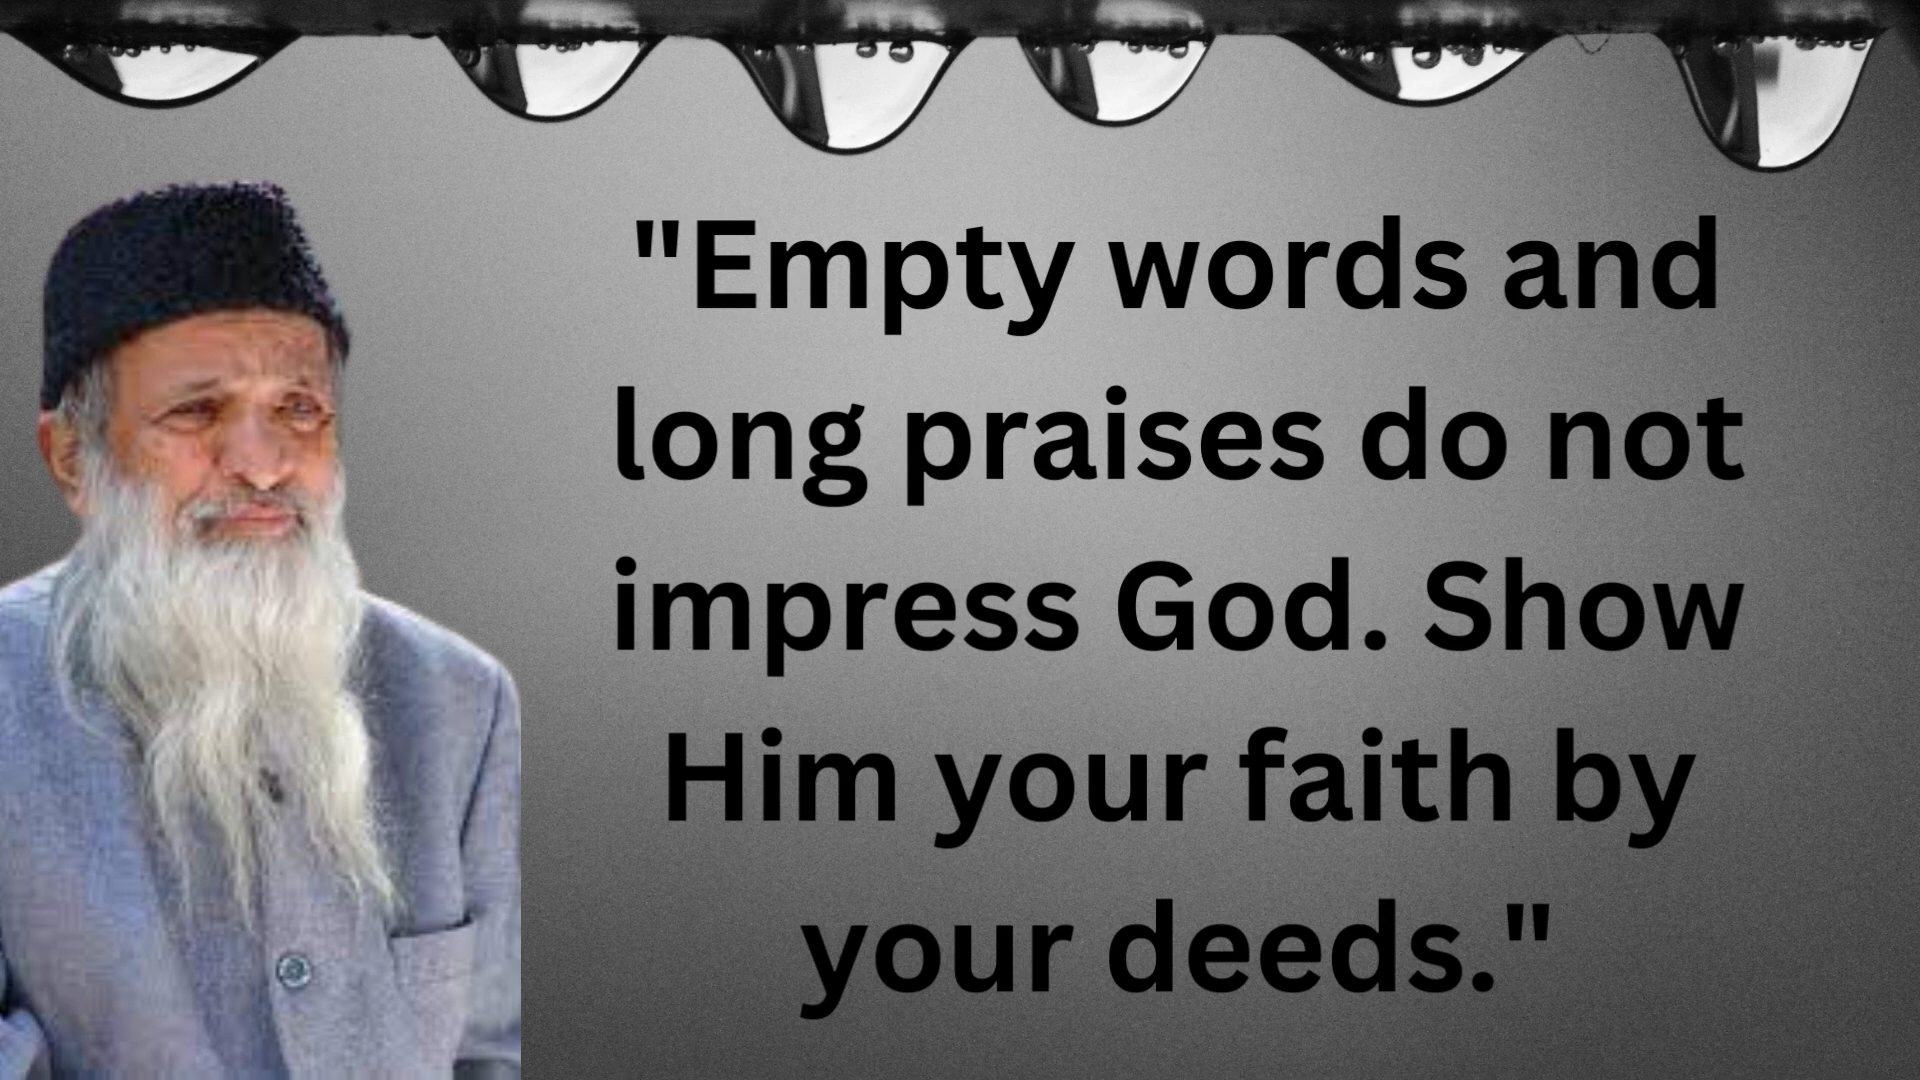 "Empty words and
long praises do not
impress God. Show
Him your faith by
your deeds."